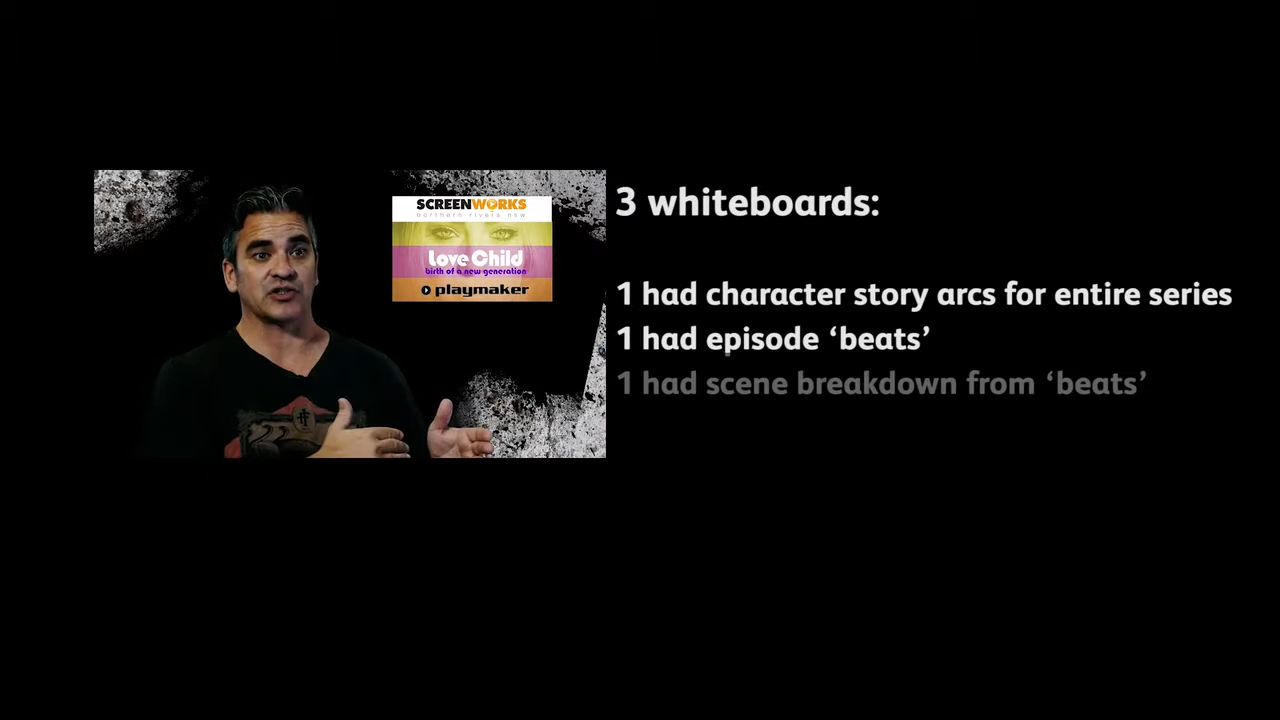 SCREENWORKS
northern rivers nsw
Love Child
birth of a new generation
playmaker
3 whiteboards:
1 had character story arcs for entire series
1 had episode ‘beats’
1 had scene breakdown from ‘beats’